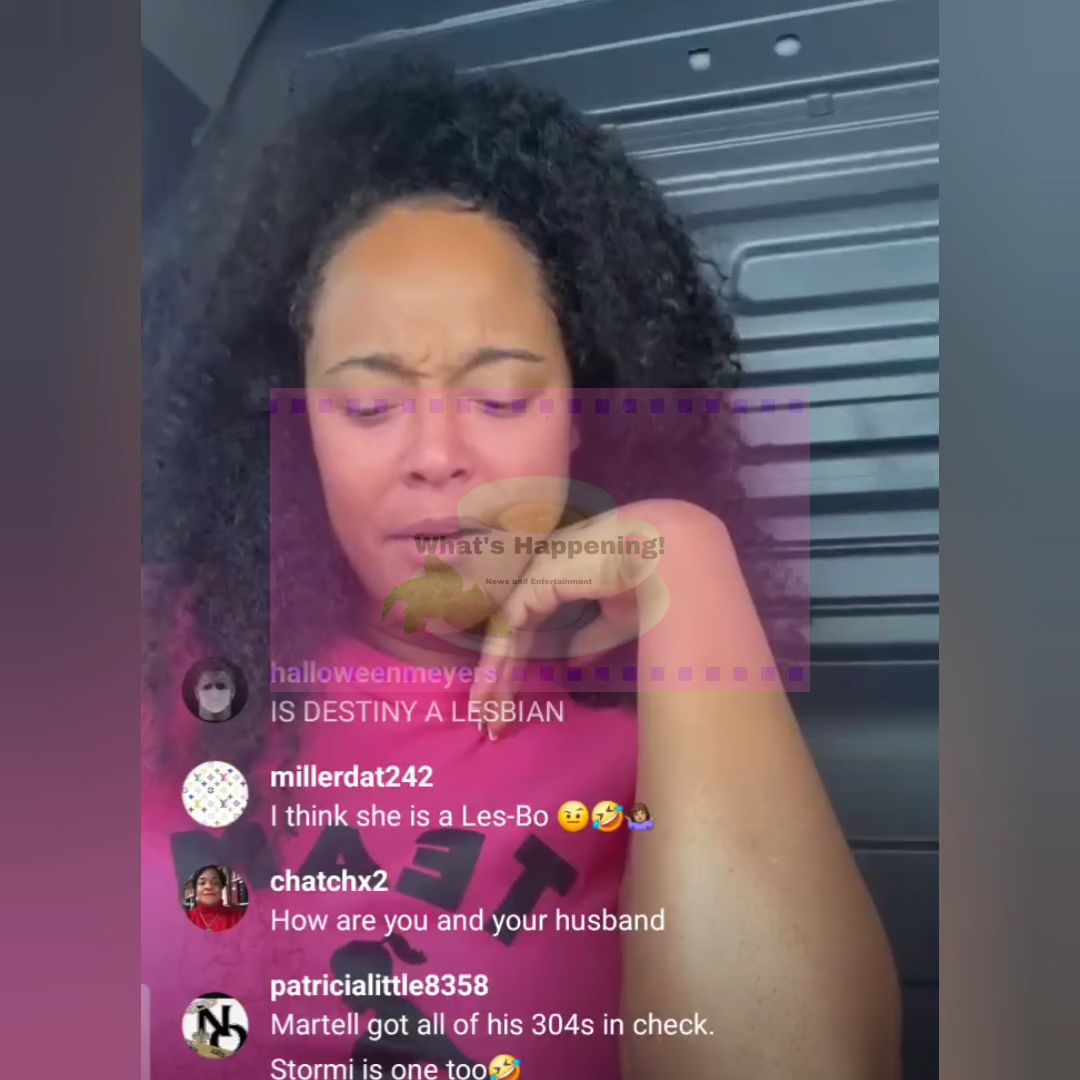 What's Happening!
News and Entertainment
halloweenmeyers
IS DESTINY A LESBIAN
millerdat242
I think she is a Les-Bo 🤨🤣🤷🏽‍♀️
chatchx2
How are you and your husband
TEAM
patricialittle8358
Martell got all of his 304s in check.
Stormi is one too🤣